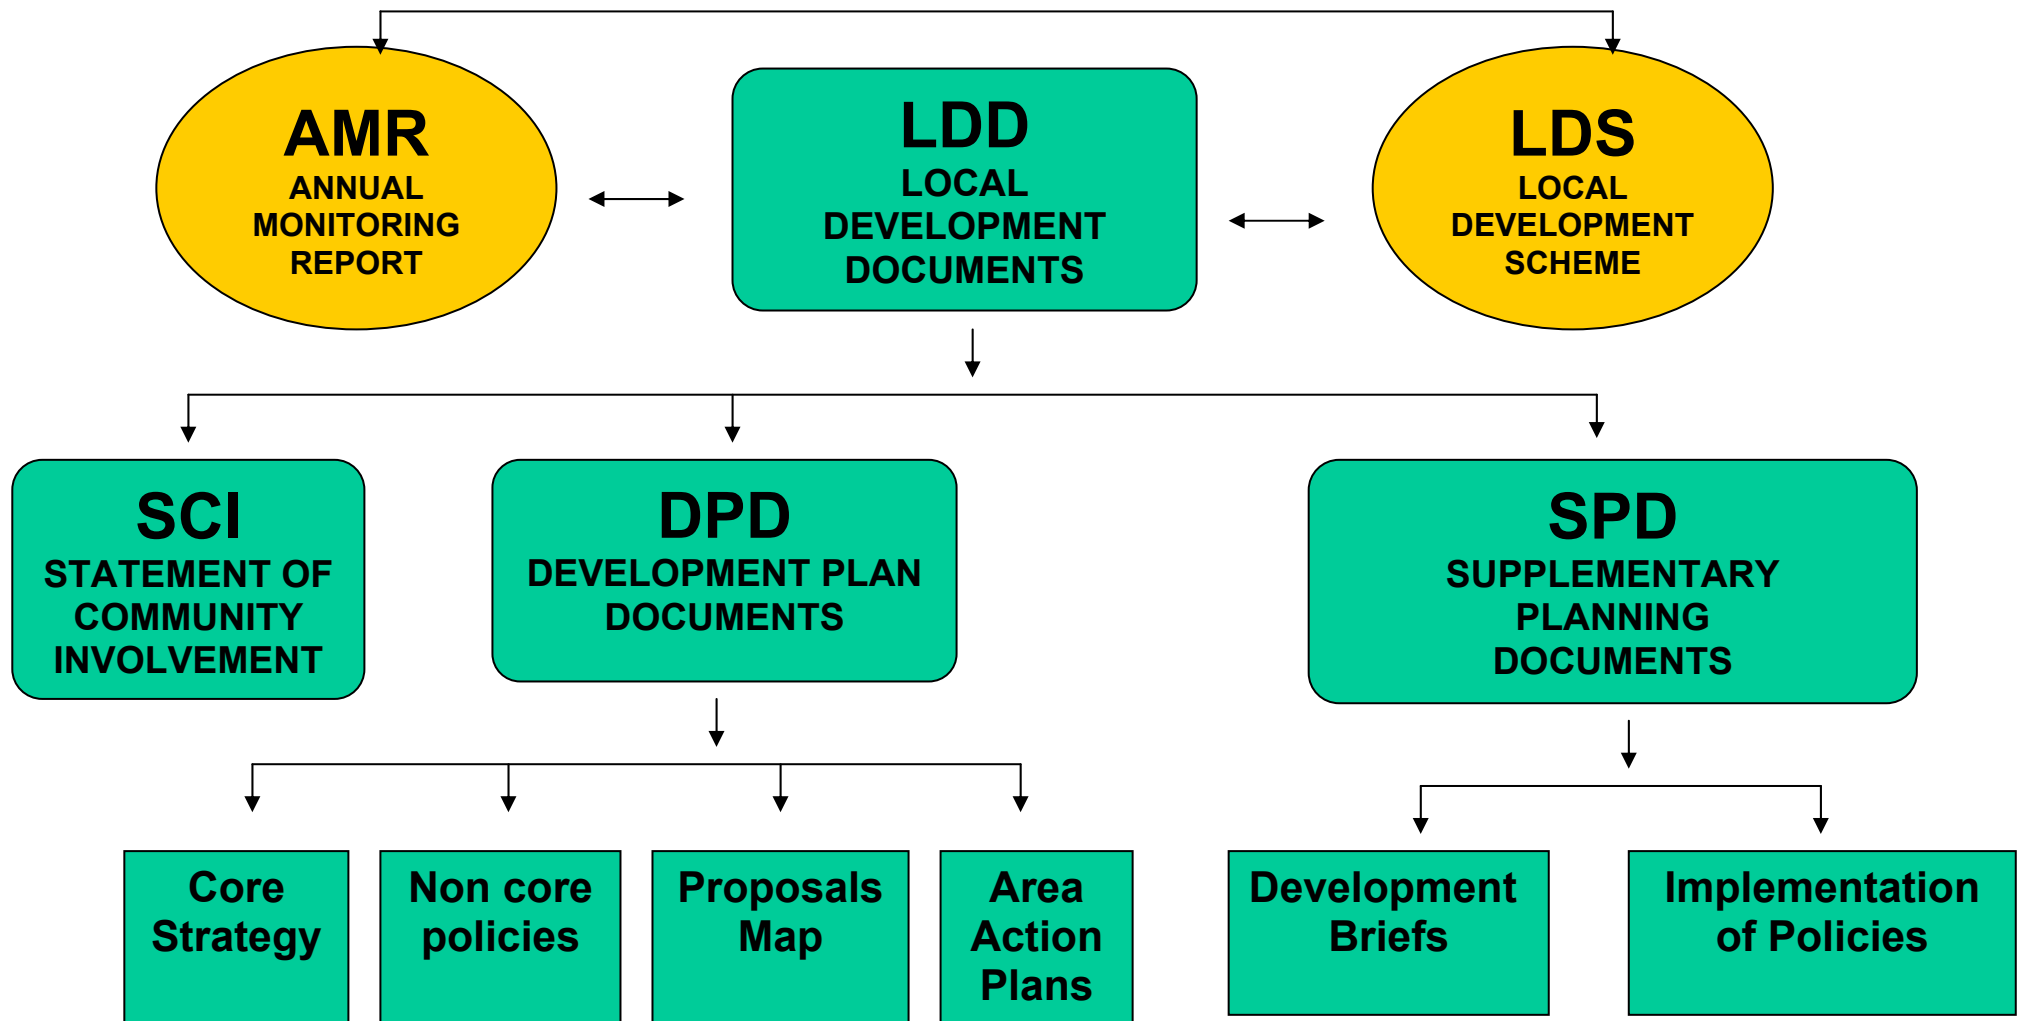 AMR
ANNUAL
MONITORING
REPORT
LDD
LOCAL
DEVELOPMENT
DOCUMENTS
LDS
LOCAL
DEVELOPMENT
SCHEME
SCI
STATEMENT OF
COMMUNITY
INVOLVEMENT
DPD
DEVELOPMENT PLAN
DOCUMENTS
SPD
SUPPLEMENTARY
PLANNING
DOCUMENTS
Core
Strategy
Non core
policies
Proposals
Map
Area
Action
Plans
Development
Briefs
Implementation
of Policies